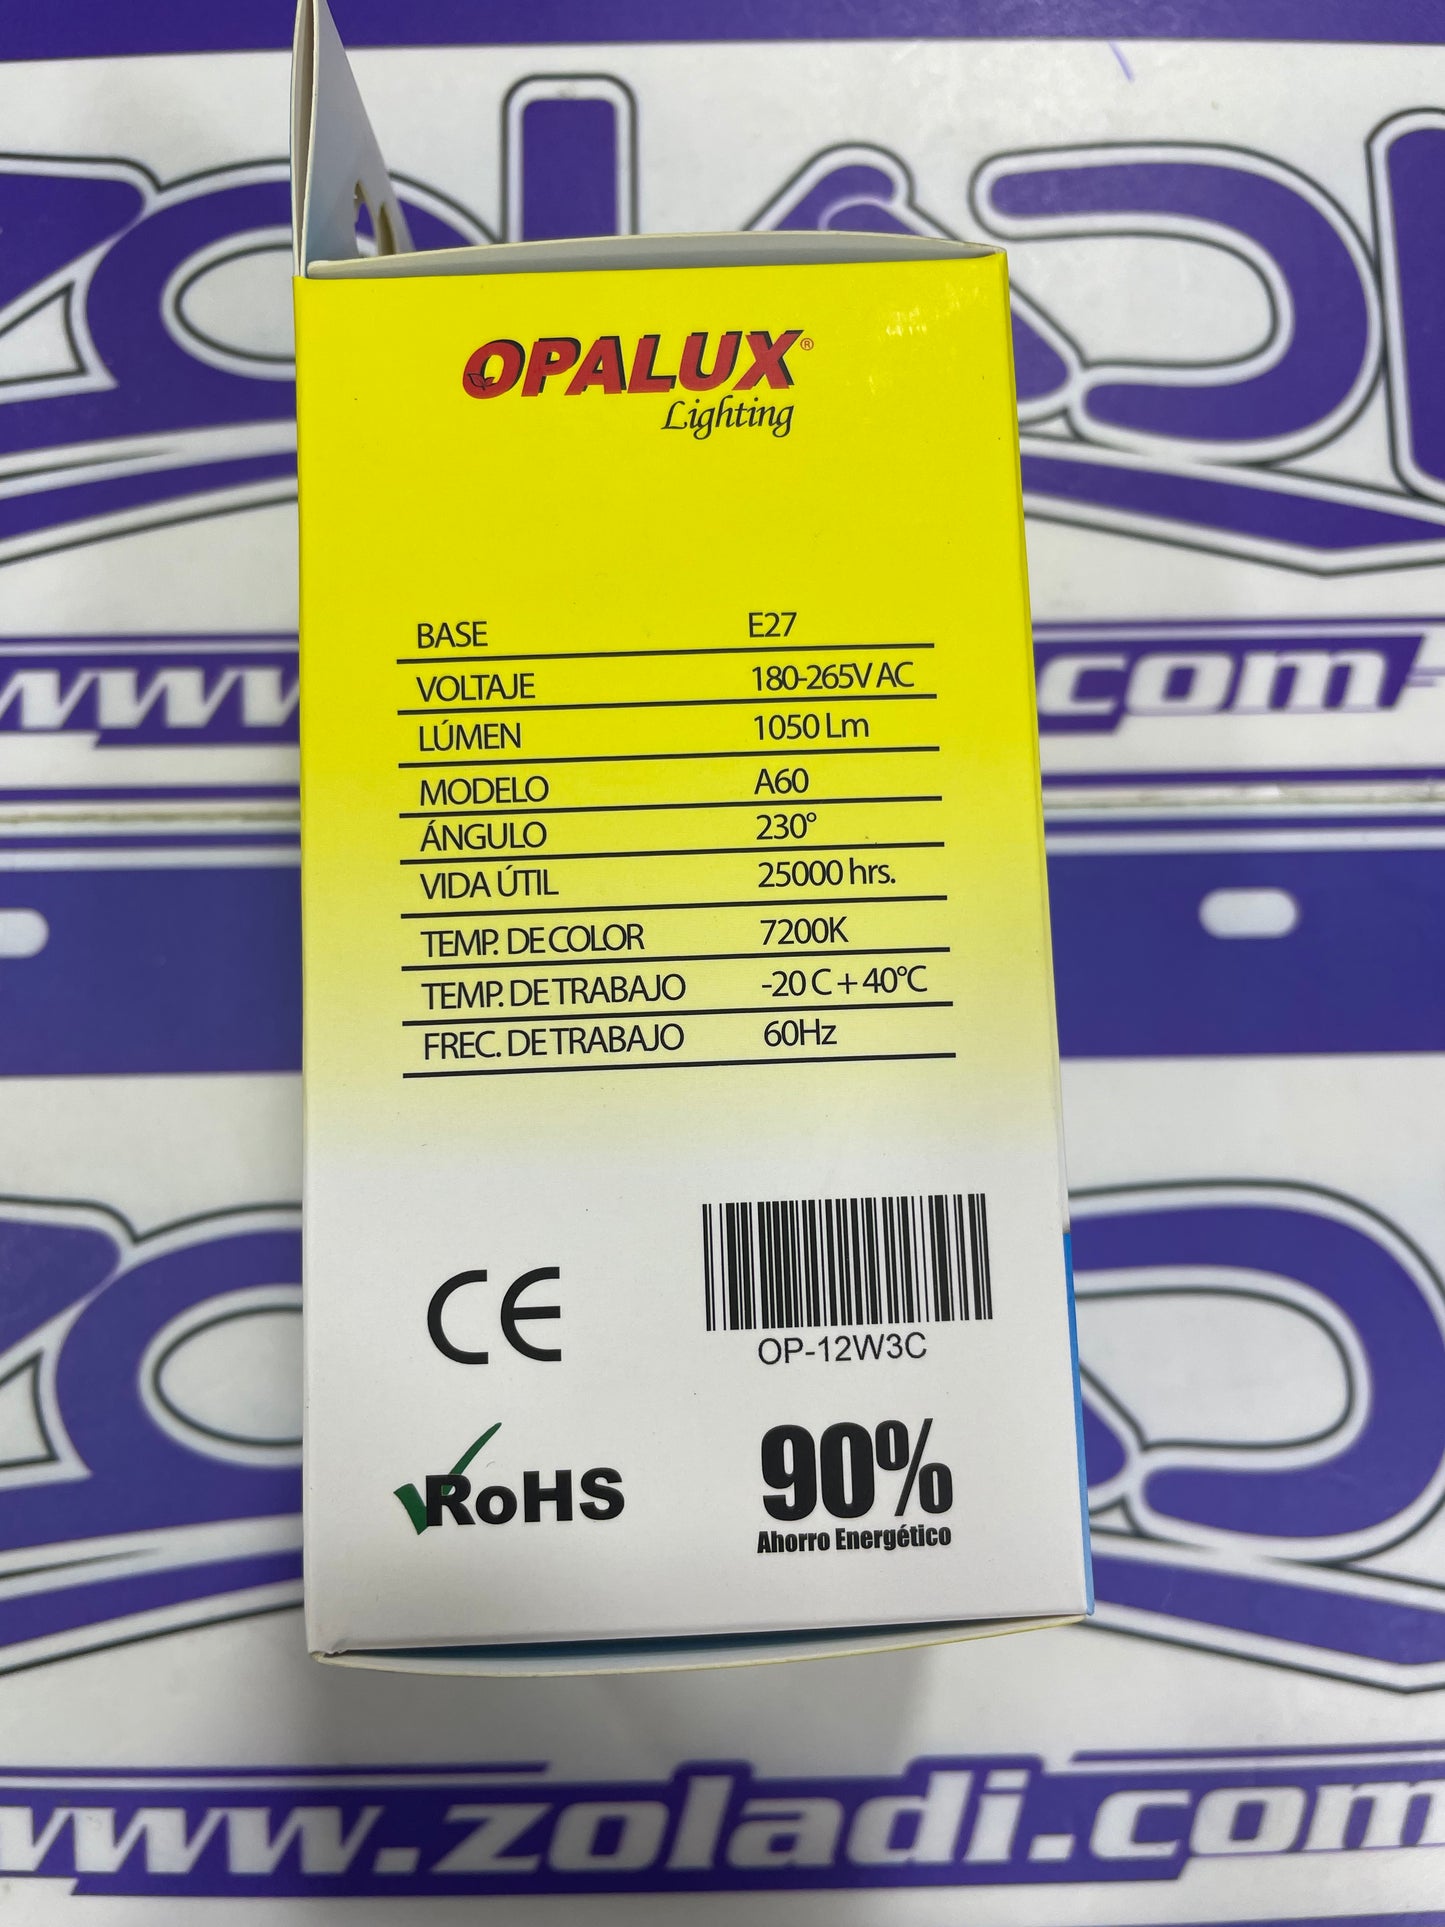 www. .com
OPALUX®
Lighting
BASE E27
VOLTAJE 180-265V AC
LÚMEN 1050 Lm
MODELO A60
ÁNGULO 230°
VIDA ÚTIL 25000 hrs.
TEMP. DE COLOR 7200K
TEMP. DE TRABAJO -20 C + 40°C
FREC. DE TRABAJO 60Hz
CE
OP-12W3C
RoHS
90%
Ahorro Energético
www.zoladi.com